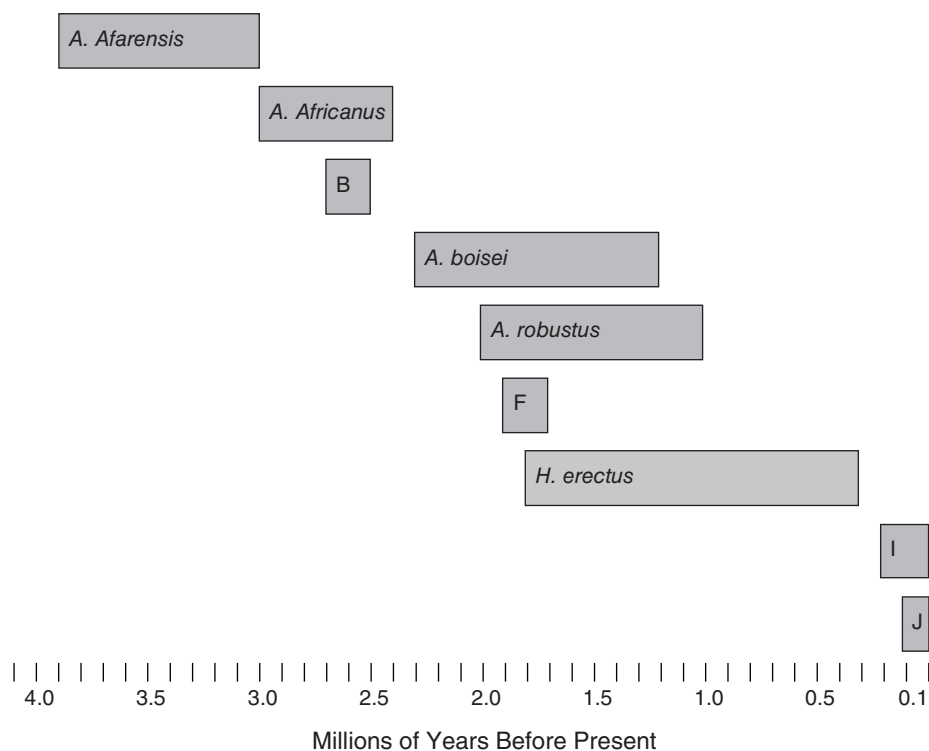 A. Afarensis
A. Africanus
B
A. boisei
A. robustus
F
H. erectus
I
J
4.0 3.5 3.0 2.5 2.0 1.5 1.0 0.5 0.1
Millions of Years Before Present